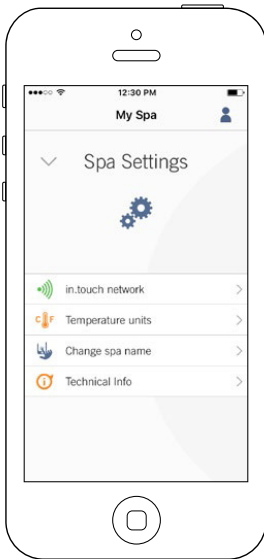 12:30 PM
My Spa
Spa Settings
in.touch network
C F Temperature units
Change spa name
Technical Info